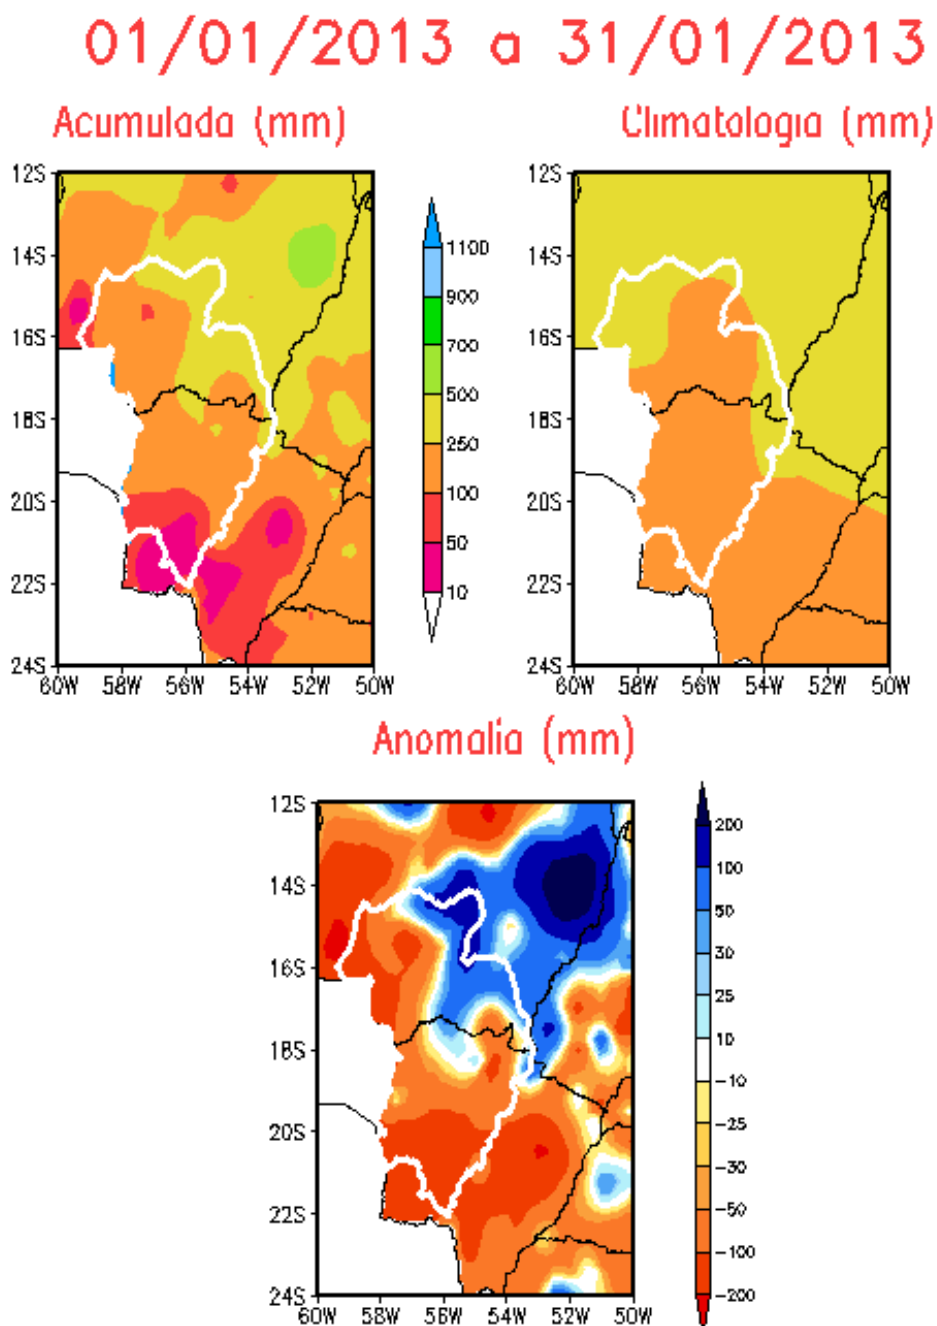 01/01/2013 a 31/01/2013
Acumulada (mm)
Climatologia (mm)
12S
14S
16S
18S
20S
22S
24S
60W 58W 56W 54W 52W 50W
1100
900
700
500
250
100
50
10
12S
14S
16S
18S
20S
22S
24S
60W 58W 56W 54W 52W 50W
Anomalia (mm)
12S
14S
16S
18S
20S
22S
24S
60W 58W 56W 54W 52W 50W
200
100
50
30
25
10
-10
-25
-30
-50
-100
-200